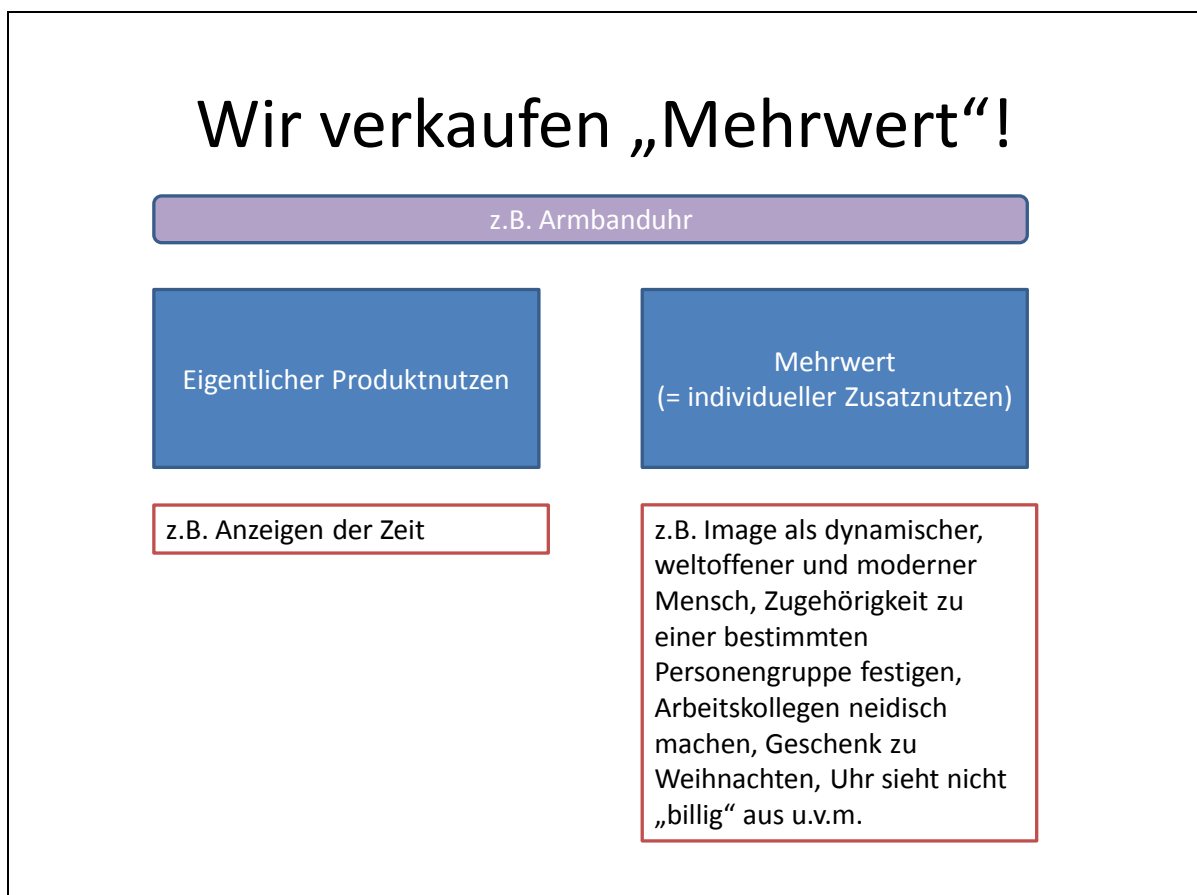 Wir verkaufen „Mehrwert“!
z.B. Armbanduhr
Eigentlicher Produktnutzen
Mehrwert
(= individueller Zusatznutzen)
z.B. Anzeigen der Zeit
z.B. Image als dynamischer,
weltoffener und moderner
Mensch, Zugehörigkeit zu
einer bestimmten
Personengruppe festigen,
Arbeitskollegen neidisch
machen, Geschenk zu
Weihnachten, Uhr sieht nicht
„billig“ aus u.v.m.